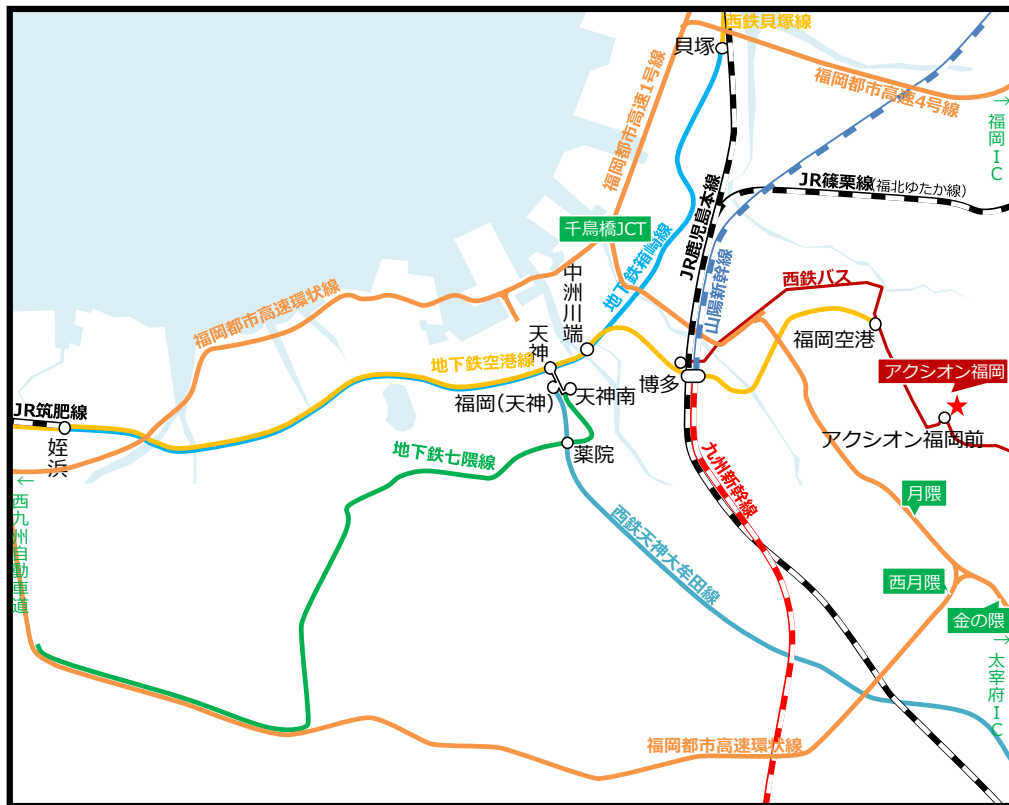 西鉄貝塚線
貝塚
福岡都市高速1号線
福岡都市高速4号線
→
福岡IC
JR篠栗線(福北ゆたか線)
JR鹿児島本線
千鳥橋JCT
地下鉄箱崎線
山陽新幹線
西鉄バス
中洲川端
福岡都市高速環状線
天神
地下鉄空港線
福岡空港
博多
アクシオン福岡
福岡(天神)
天神南
JR筑肥線
姪浜
アクシオン福岡前
地下鉄七隈線
薬院
九州新幹線
←
西九州自動車道
月隈
西鉄天神大牟田線
西月隈
金の隈
→
太宰府IC
福岡都市高速環状線